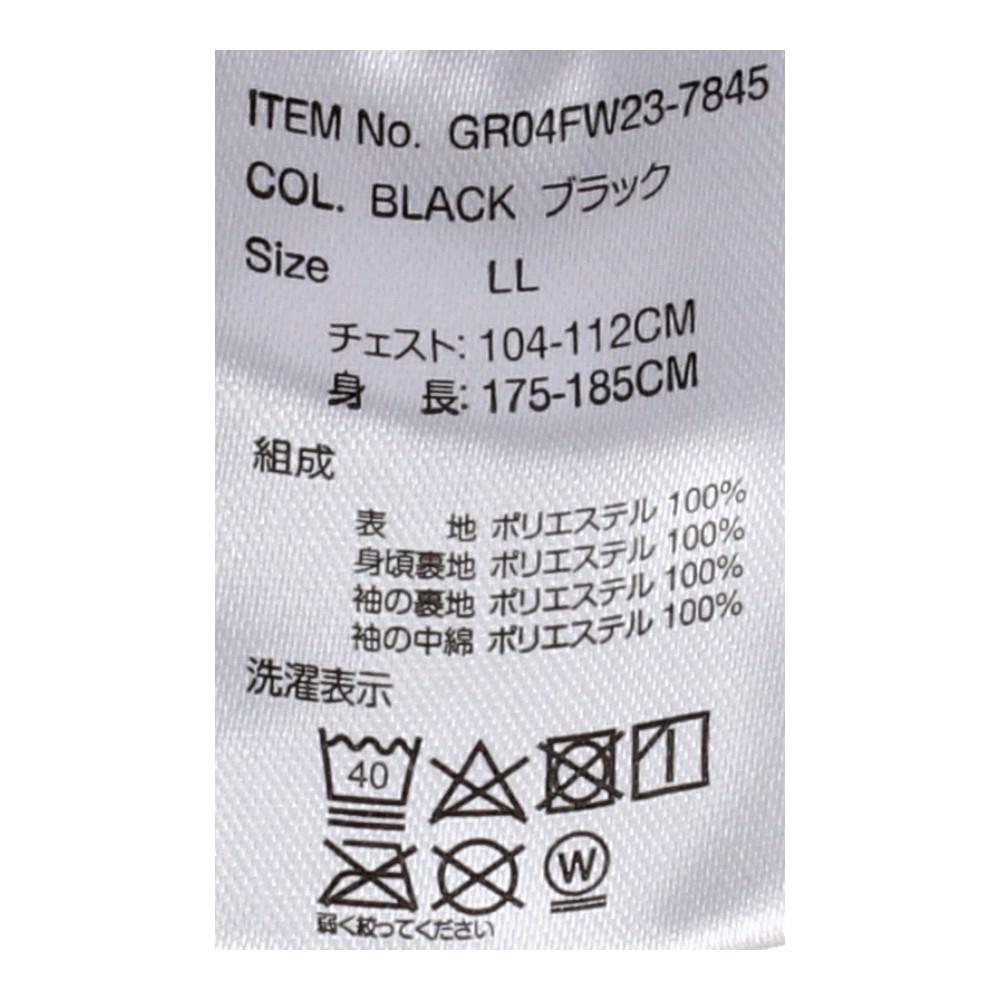 ITEM No. GR04FW23-7845
COL. BLACK ブラック
Size LL
チェスト: 104-112CM
身 長: 175-185CM
組成
表 地 ポリエステル 100%
身頃裏地 ポリエステル 100%
袖の裏地 ポリエステル 100%
袖の中綿 ポリエステル 100%
洗濯表示
40
W
弱く絞ってください